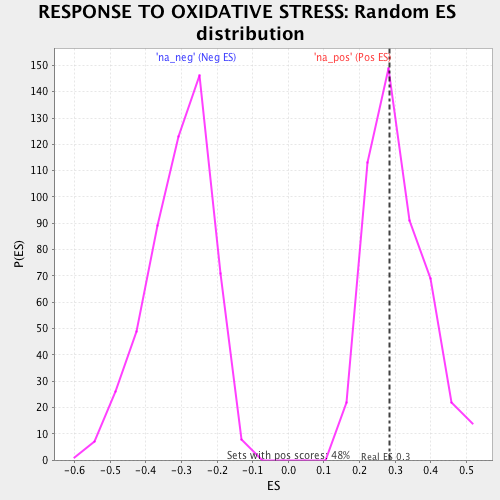 RESPONSE TO OXIDATIVE STRESS: Random ES
distribution
'na_neg' (Neg ES)
'na_pos' (Pos ES
150
140
130
120
110
100
90
80
70
60
50
40
30
20
10
0
P(ES)
Sets with pos scores: 48%
Real ES 0.3
-0.6 -0.5 -0.4 -0.3 -0.2 -0.1 0.0 0.1 0.2 0.3 0.4 0.5
ES